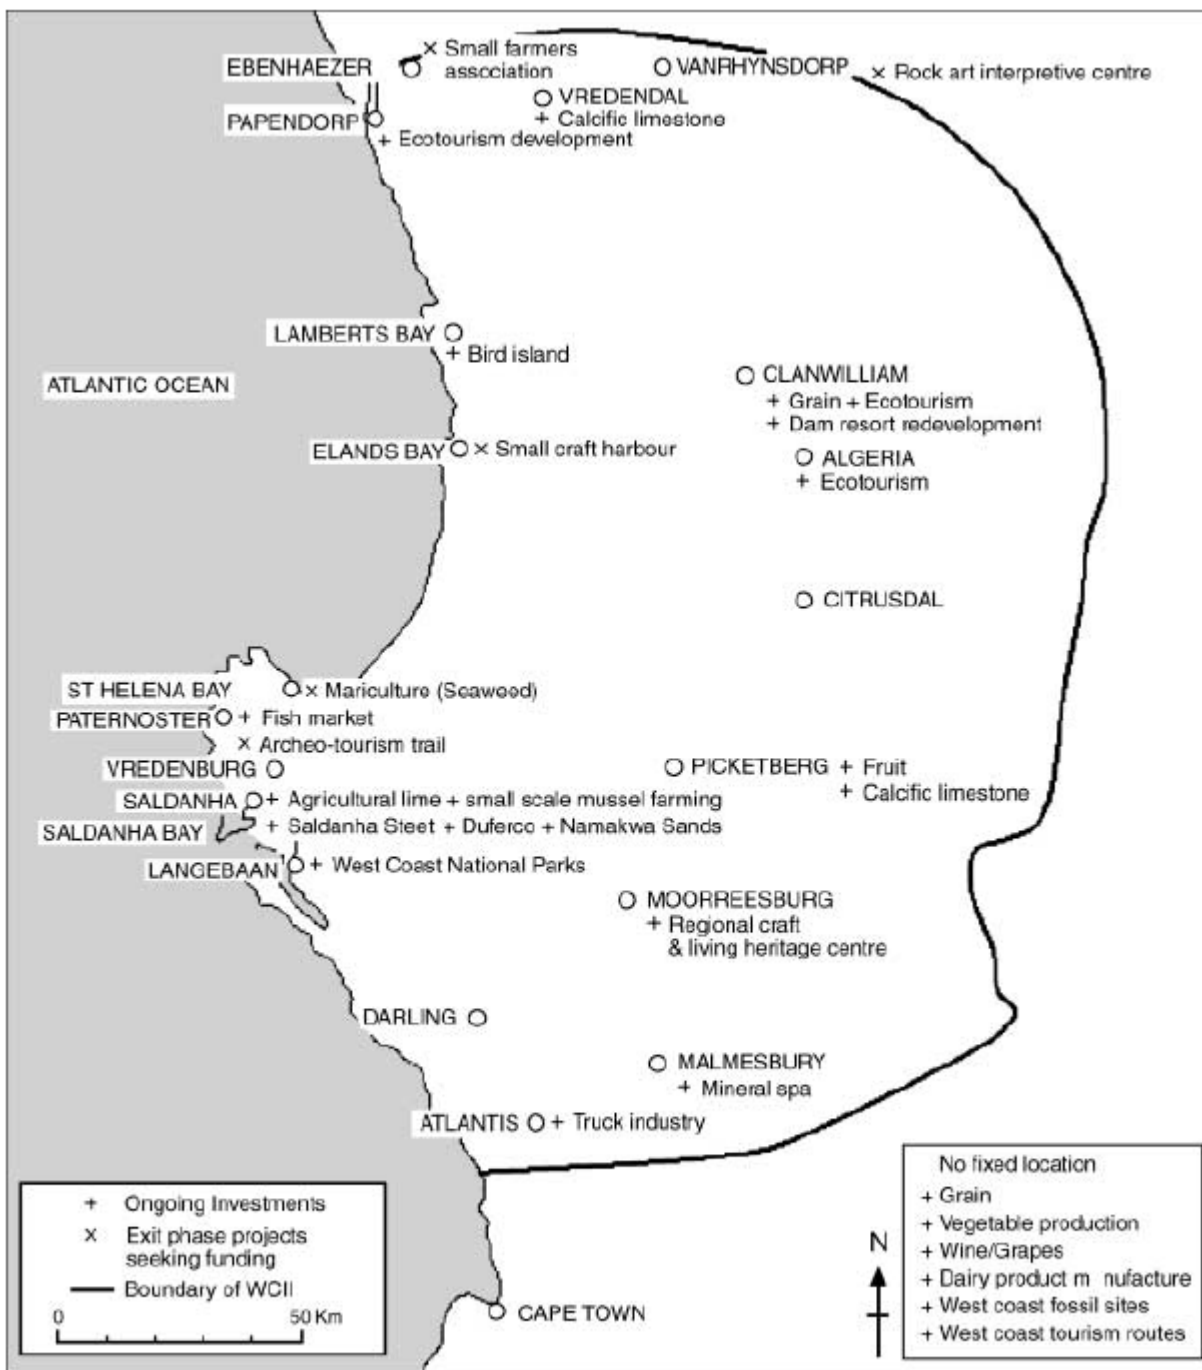 EBENHAEZER
× Small farmers
association
VANRHYNSDORP
× Rock art interpretive centre
VREDENDAL
+ Calcific limestone
PAPENDORP
+ Ecotourism development
LAMBERTS BAY
+ Bird island
ATLANTIC OCEAN
CLANWILLIAM
+ Grain + Ecotourism
+ Dam resort redevelopment
ELANDS BAY
× Small craft harbour
ALGERIA
+ Ecotourism
CITRUSDAL
ST HELENA BAY
× Mariculture (Seaweed)
PATERNOSTER
+ Fish market
× Archeo-tourism trail
VREDENBURG
PICKETBERG + Fruit
+ Calcific limestone
SALDANHA
+ Agricultural lime + small scale mussel farming
SALDANHA BAY
+ Saldanha Steet + Duferco + Namakwa Sands
LANGEBAAN
+ West Coast National Parks
MOORREESBURG
+ Regional craft
& living heritage centre
DARLING
MALMESBURY
+ Mineral spa
ATLANTIS
+ Truck industry
+ Ongoing Investments
× Exit phase projects
seeking funding
Boundary of WCII
0 50 Km
CAPE TOWN
N
No fixed location
+ Grain
+ Vegetable production
+ Wine/Grapes
+ Dairy product m nufacture
+ West coast fossil sites
+ West coast tourism routes